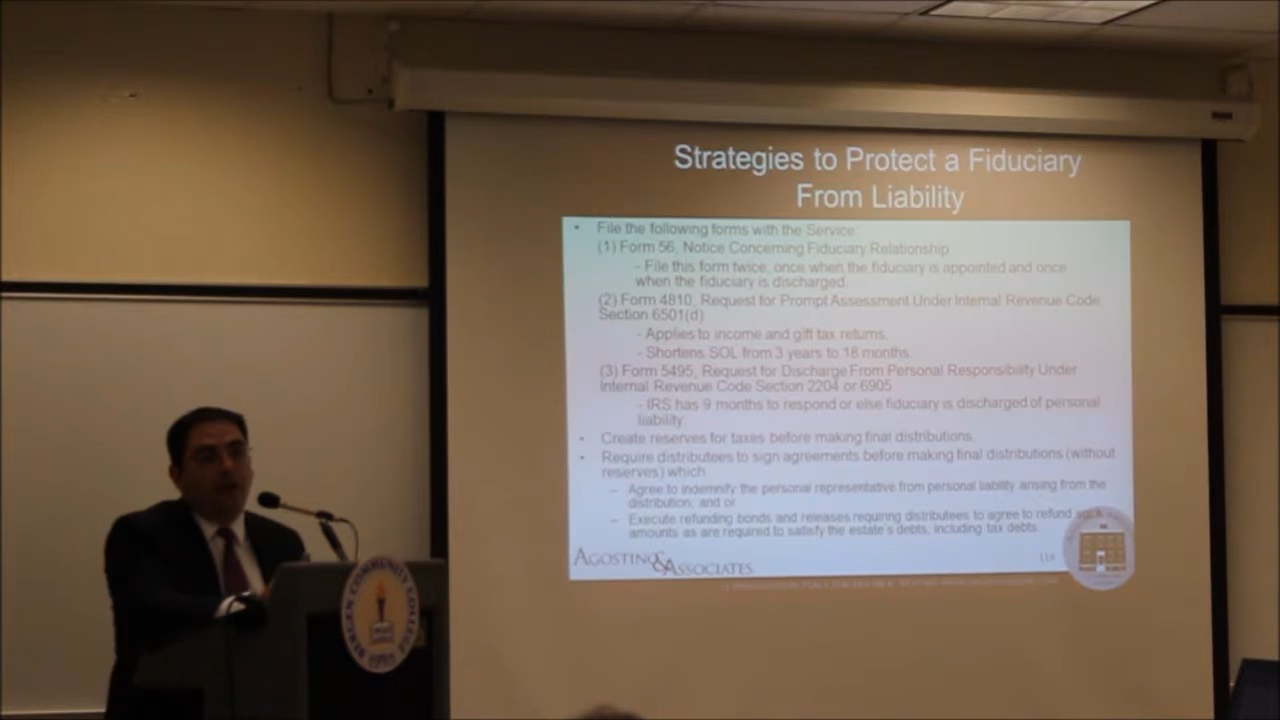 Strategies to Protect a Fiduciary
From Liability
• File the following forms with the Service:
(1) Form 56, Notice Concerning Fiduciary Relationship
- File this form twice, once when the fiduciary is appointed and once
when the fiduciary is discharged.
(2) Form 4810, Request for Prompt Assessment Under Internal Revenue Code
Section 6501(d)
- Applies to income and gift tax returns.
- Shortens SOL from 3 years to 18 months.
(3) Form 5495, Request for Discharge From Personal Responsibility Under
Internal Revenue Code Section 2204 or 6905
- IRS has 9 months to respond or else fiduciary is discharged of personal
liability.
• Create reserves for taxes before making final distributions.
• Require distributees to sign agreements before making final distributions (without
reserves) which
– Agree to indemnify the personal representative from personal liability arising from the
distribution; and or
– Execute refunding bonds and releases requiring distributees to agree to refund such
amounts as are required to satisfy the estate's debts, including tax debts.
AGOSTINO & ASSOCIATES
BERGEN COMMUNITY COLLEGE